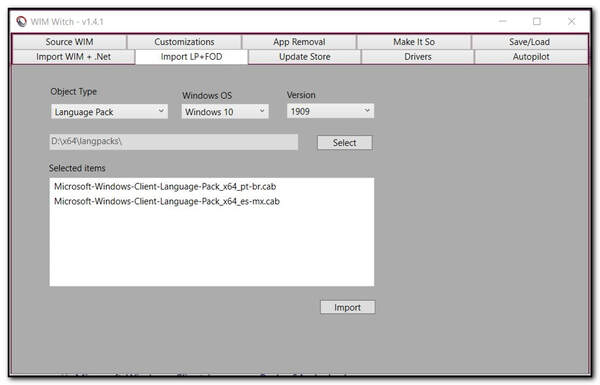 WIM Witch - v1.4.1
Source WIM Customizations App Removal Make It So Save/Load
Import WIM + .Net Import LP+FOD Update Store Drivers Autopilot
Object Type Windows OS Version
Language Pack Windows 10 1909
D:\x64\langpacks\ Select
Selected items
Microsoft-Windows-Client-Language-Pack_x64_pt-br.cab
Microsoft-Windows-Client-Language-Pack_x64_es-mx.cab
Import